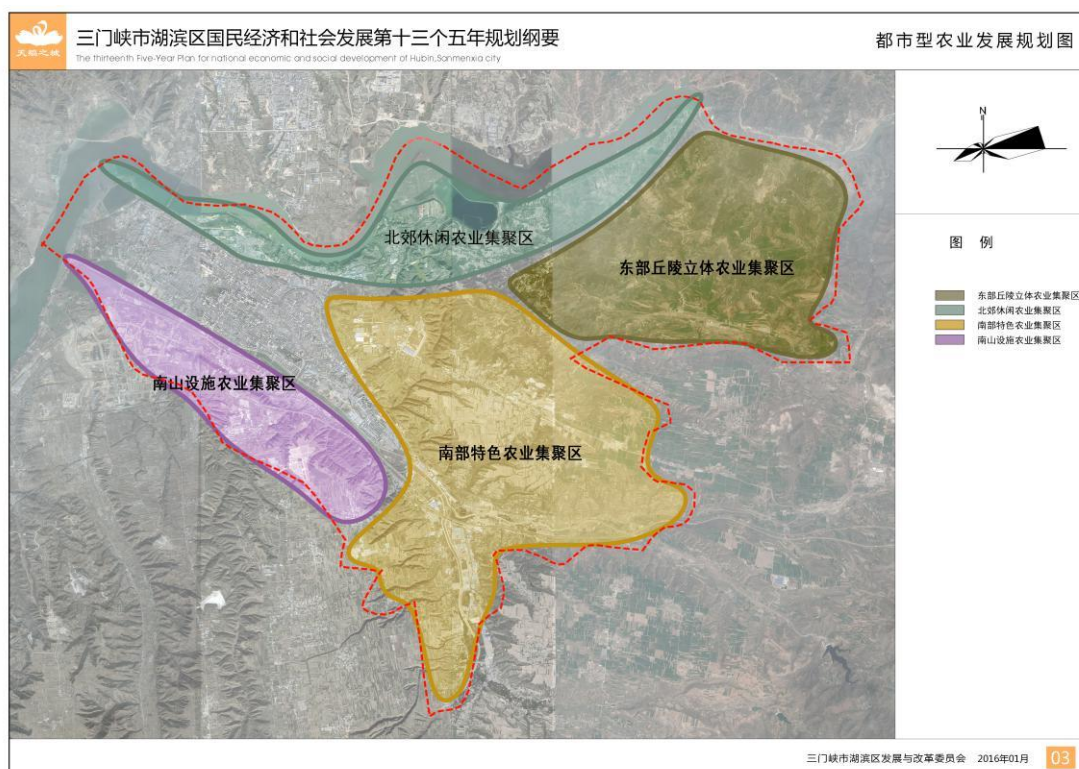 天鹅之城
三门峡市湖滨区国民经济和社会发展第十三个五年规划纲要
The thirteenth Five-Year Plan for national economic and social development of Hubin,Sanmenxia city
都市型农业发展规划图
N
北郊休闲农业集聚区
东部丘陵立体农业集聚区
南山设施农业集聚区
南部特色农业集聚区
图 例
东部丘陵立体农业集聚区
北郊休闲农业集聚区
南部特色农业集聚区
南山设施农业集聚区
三门峡市湖滨区发展与改革委员会 2016年01月 03